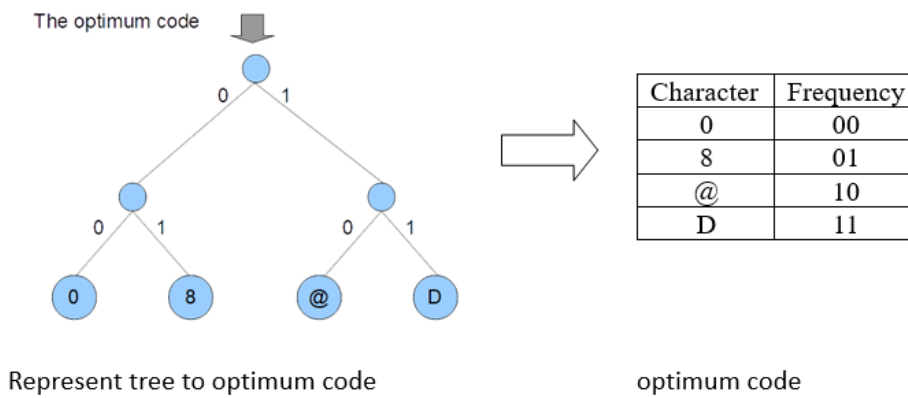 The optimum code
0 1
0 1 0 1
0 8 @ D
Character Frequency
0 00
8 01
@ 10
D 11
Represent tree to optimum code
optimum code